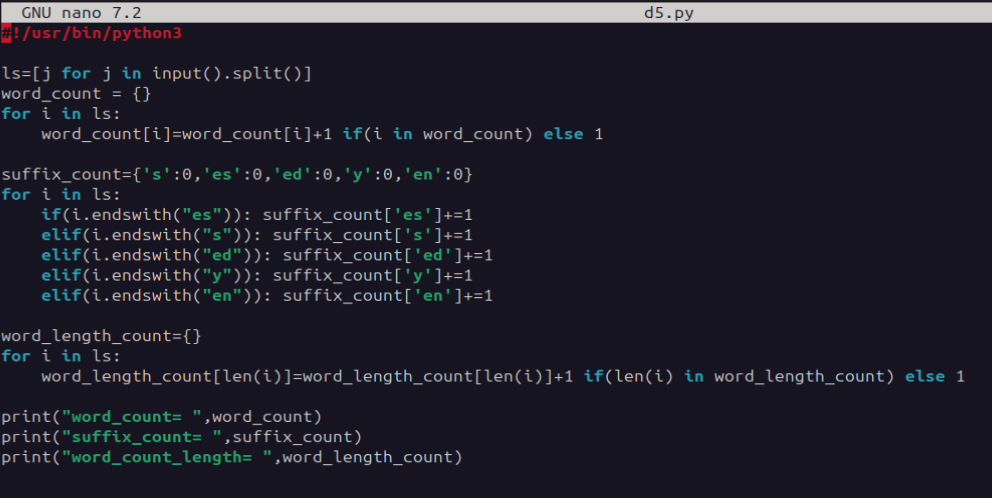 GNU nano 7.2 d5.py
#!/usr/bin/python3
ls=[j for j in input().split()]
word_count = {}
for i in ls:
    word_count[i]=word_count[i]+1 if(i in word_count) else 1
suffix_count={'s':0,'es':0,'ed':0,'y':0,'en':0}
for i in ls:
    if(i.endswith("es")): suffix_count['es']+=1
    elif(i.endswith("s")): suffix_count['s']+=1
    elif(i.endswith("ed")): suffix_count['ed']+=1
    elif(i.endswith("y")): suffix_count['y']+=1
    elif(i.endswith("en")): suffix_count['en']+=1
word_length_count={}
for i in ls:
    word_length_count[len(i)]=word_length_count[len(i)]+1 if(len(i) in word_length_count) else 1
print("word_count= ",word_count)
print("suffix_count= ",suffix_count)
print("word_count_length= ",word_length_count)